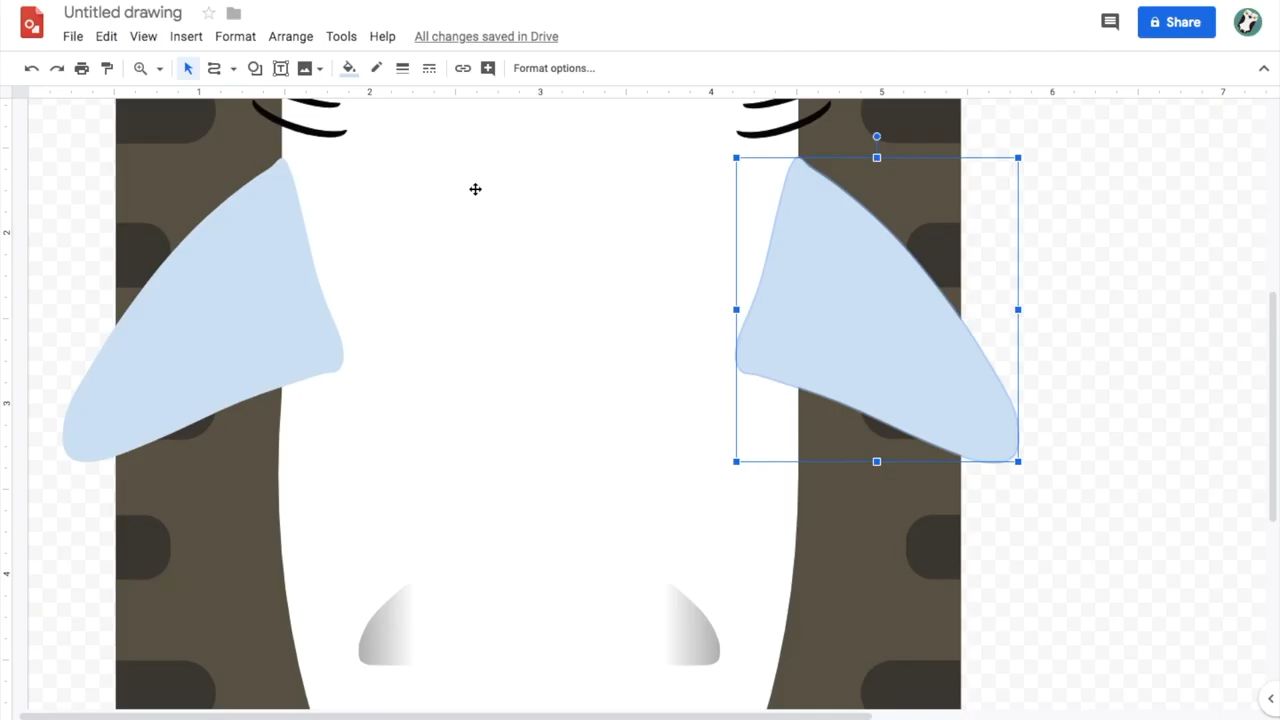 Untitled drawing
File Edit View Insert Format Arrange Tools Help All changes saved in Drive
Share
Format options...
1 2 3 4 5 6 7
2
3
4